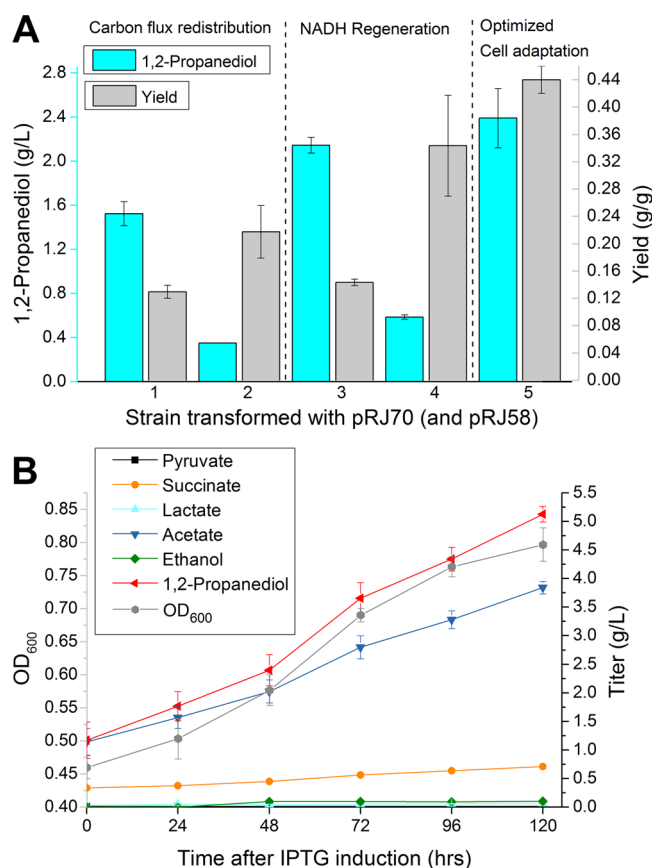 A
Carbon flux redistribution
NADH Regeneration
Optimized
Cell adaptation
1,2-Propanediol
Yield
1,2-Propanediol (g/L)
2.8
2.4
2.0
1.6
1.2
0.8
0.4
0.0
0.44
0.40
0.36
0.32
0.28
0.24
0.20
0.16
0.12
0.08
0.04
0.00
Yield (g/g)
1 2 3 4 5
Strain transformed with pRJ70 (and pRJ58)
B
Pyruvate
Succinate
Lactate
Acetate
Ethanol
1,2-Propanediol
OD600
OD600
0.85
0.80
0.75
0.70
0.65
0.60
0.55
0.50
0.45
0.40
5.5
5.0
4.5
4.0
3.5
3.0
2.5
2.0
1.5
1.0
0.5
0.0
Titer (g/L)
0 24 48 72 96 120
Time after IPTG induction (hrs)